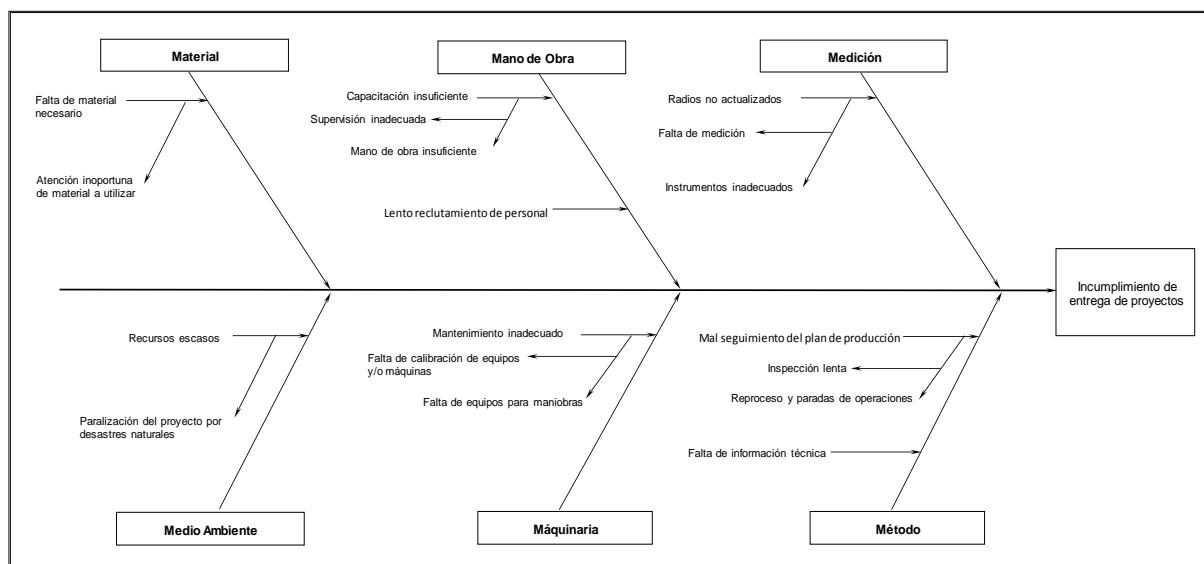 Material
Mano de Obra
Medición
Falta de material
necesario
Atención inoportuna
de material a utilizar
Capacitación insuficiente
Supervisión inadecuada
Mano de obra insuficiente
Lento reclutamiento de personal
Radios no actualizados
Falta de medición
Instrumentos inadecuados
Incumplimiento de
entrega de proyectos
Recursos escasos
Paralización del proyecto por
desastres naturales
Mantenimiento inadecuado
Falta de calibración de equipos
y/o máquinas
Falta de equipos para maniobras
Mal seguimiento del plan de producción
Inspección lenta
Reproceso y paradas de operaciones
Falta de información técnica
Medio Ambiente
Máquinaria
Método